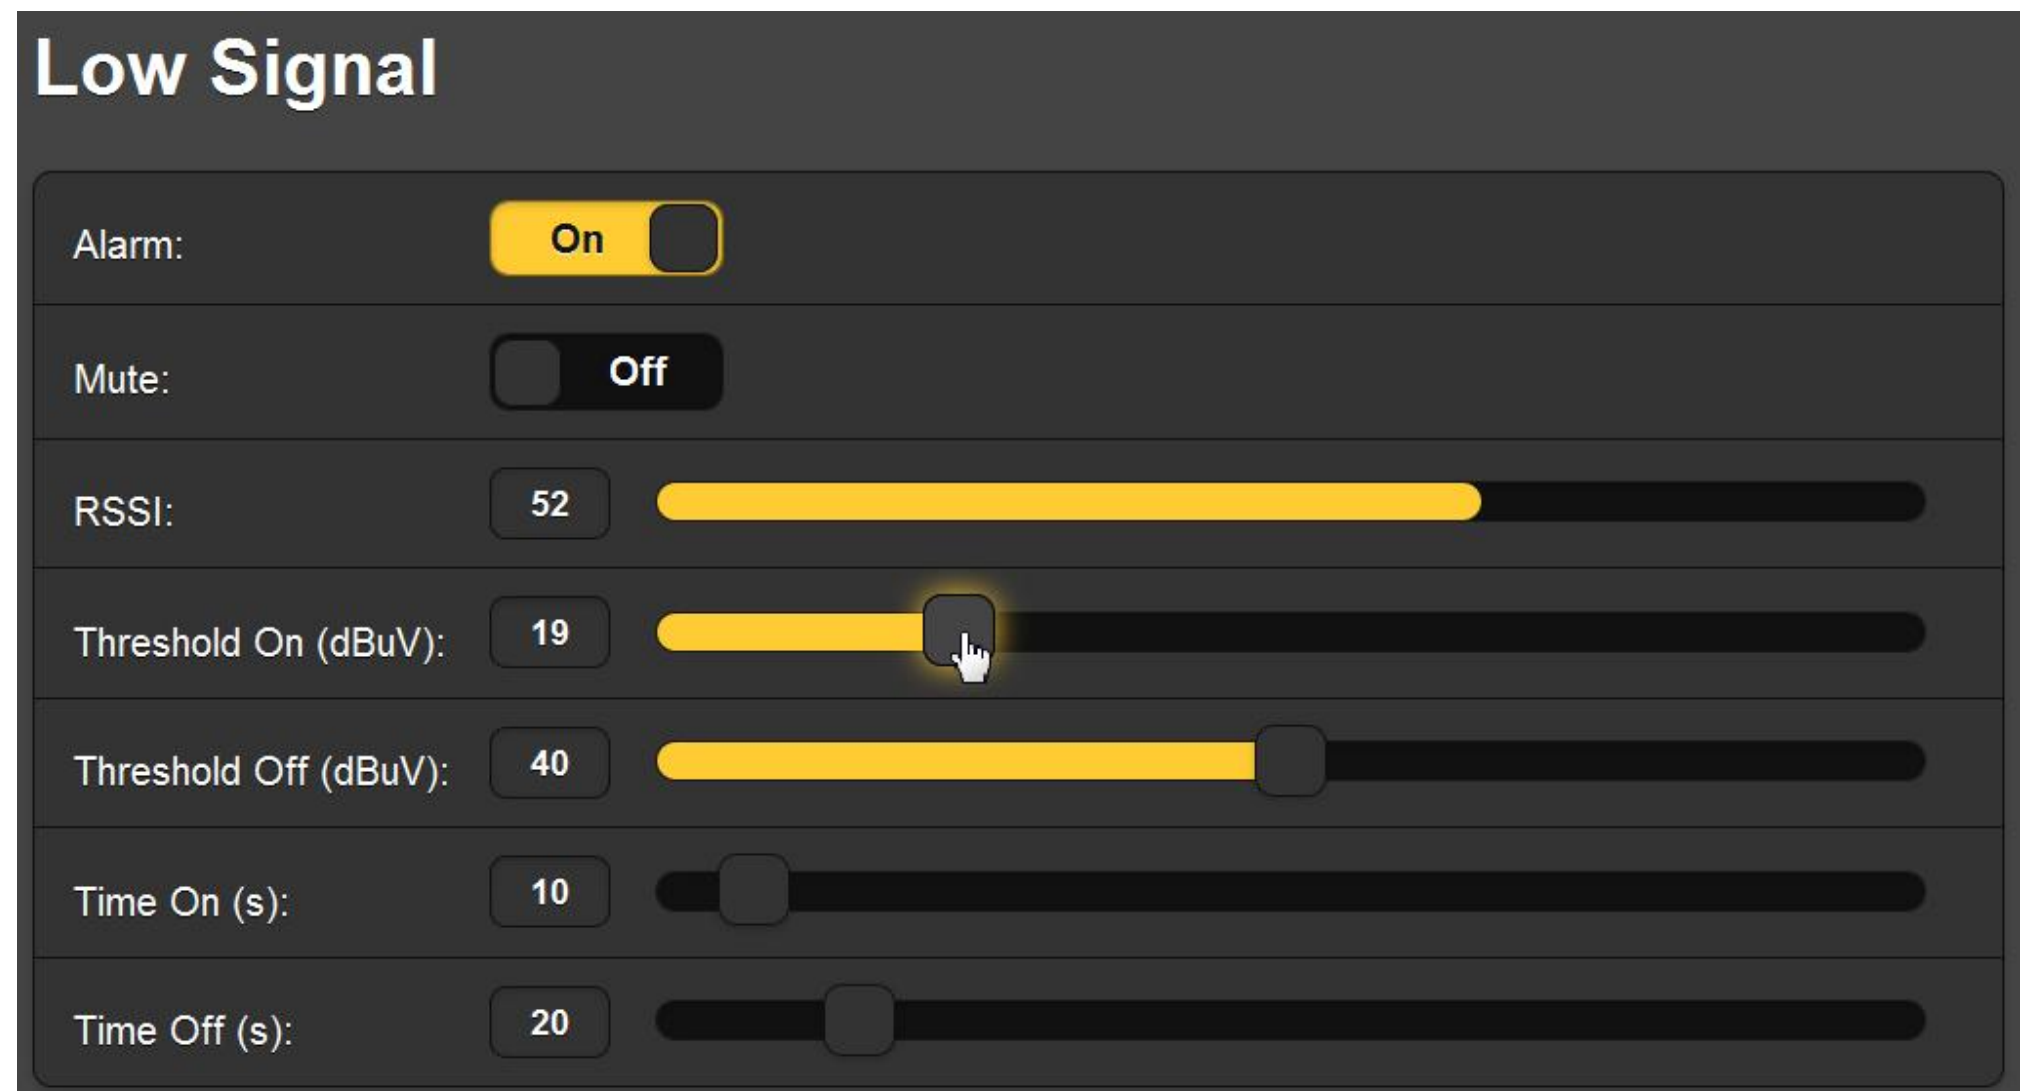 Low Signal
Alarm: On
Mute: Off
RSSI: 52
Threshold On (dBuV): 19
Threshold Off (dBuV): 40
Time On (s): 10
Time Off (s): 20